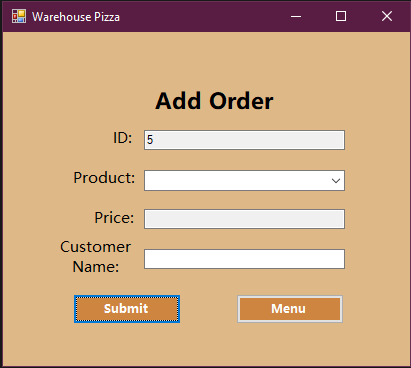 Warehouse Pizza
Add Order
ID: 5
Product:
Price:
Customer
Name:
Submit Menu